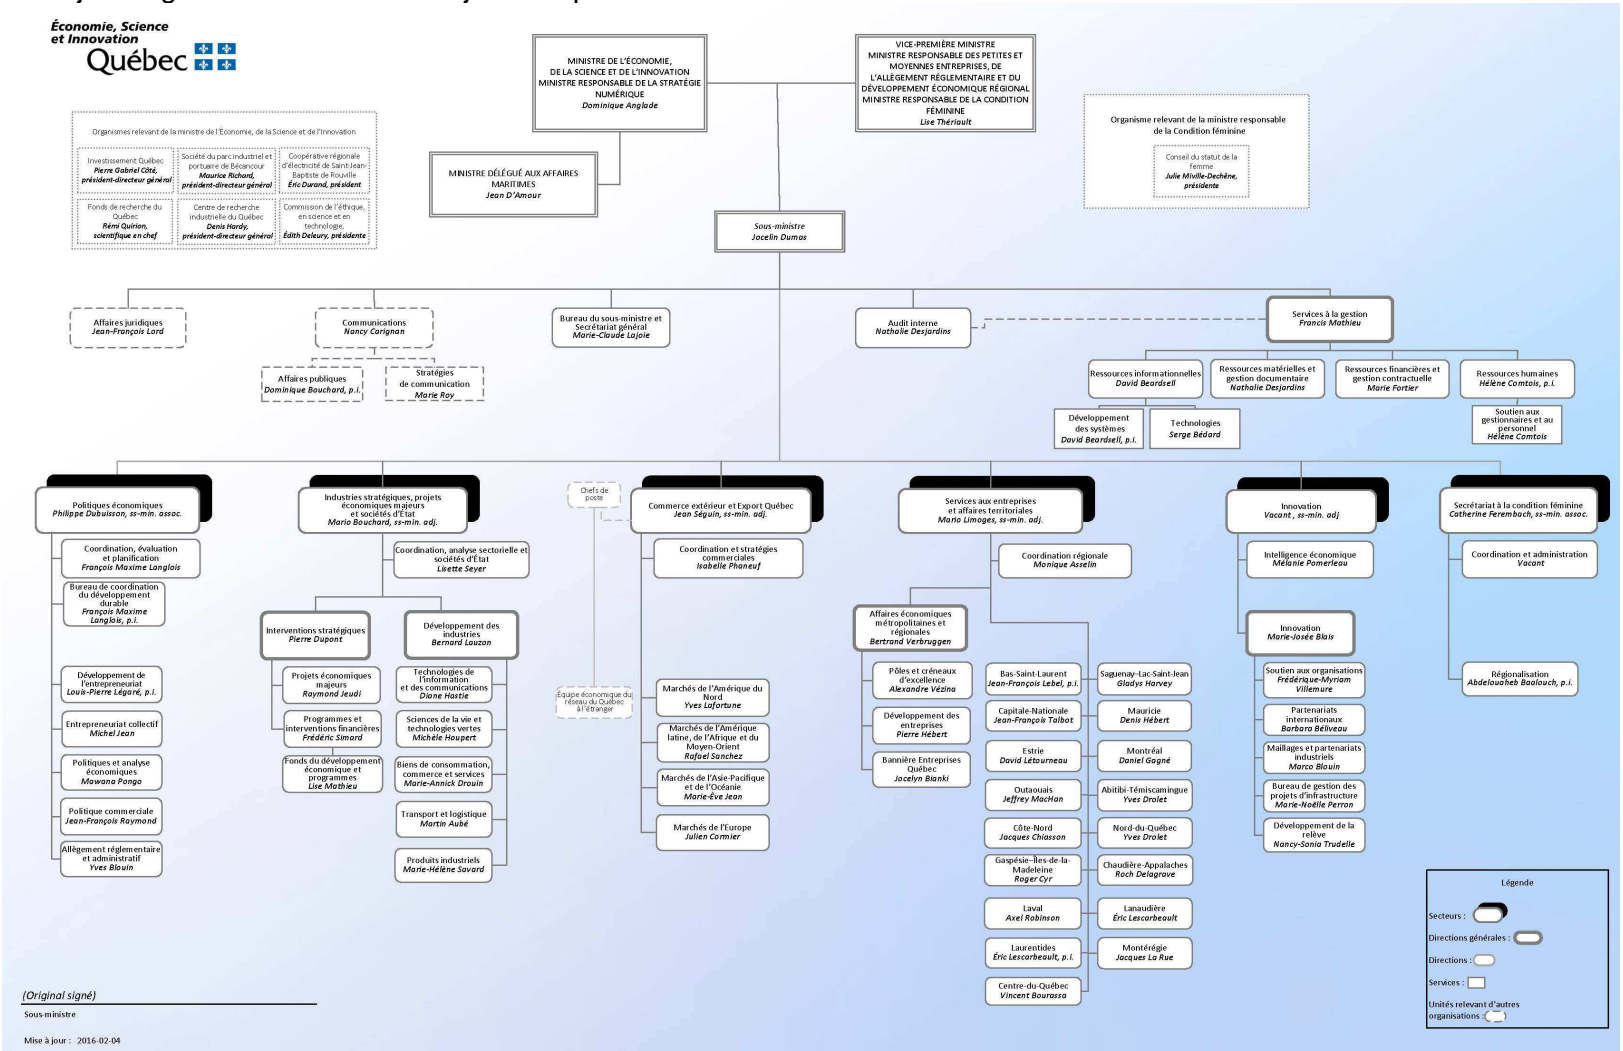 Économie, Science
et Innovation
Québec
MINISTRE DE L'ÉCONOMIE,
DE LA SCIENCE ET DE L'INNOVATION
MINISTRE RESPONSABLE DE LA STRATÉGIE
NUMÉRIQUE
Dominique Anglade
VICE-PREMIÈRE MINISTRE
MINISTRE RESPONSABLE DES PETITES ET
MOYENNES ENTREPRISES, DE
L'ALLÈGEMENT RÉGLEMENTAIRE ET DU
DÉVELOPPEMENT ÉCONOMIQUE RÉGIONAL
MINISTRE RESPONSABLE DE LA CONDITION
FÉMININE
Lise Thériault
MINISTRE DÉLÉGUÉ AUX AFFAIRES
MARITIMES
Jean D'Amour
Organismes relevant de la ministre de l'Économie, de la Science et de l'Innovation
Investissement Québec
Pierre Gabriel Côté,
président-directeur général
Société du parc industriel et
portuaire de Bécancour
Maurice Richard,
président-directeur général
Coopérative régionale
d'électricité de Saint-Jean-
Baptiste de Rouville
Éric Durand, président
Fonds de recherche du
Québec
Rémi Quirion,
scientifique en chef
Centre de recherche
industrielle du Québec
Denis Hardy,
président-directeur général
Commission de l'éthique,
en science et en
technologie,
Édith Deleury, présidente
Organisme relevant de la ministre responsable
de la Condition féminine
Conseil du statut de la
femme
Julie Miville-Dechêne,
présidente
Sous-ministre
Jocelin Dumas
Affaires juridiques
Jean-François Lord
Communications
Nancy Carignan
Bureau du sous-ministre et
Secrétariat général
Marie-Claude Lajoie
Audit interne
Nathalie Desjardins
Services à la gestion
Francis Mathieu
Affaires publiques
Dominique Bouchard, p.i.
Stratégies
de communication
Marie Roy
Ressources informationnelles
David Beardsell
Ressources matérielles et
gestion documentaire
Nathalie Desjardins
Ressources financières et
gestion contractuelle
Marie Fortier
Ressources humaines
Hélène Comtois, p.i.
Développement
des systèmes
David Beardsell, p.i.
Technologies
Serge Bédard
Soutien aux
gestionnaires et au
personnel
Hélène Comtois
Politiques économiques
Philippe Dubuisson, ss-min. assoc.
Coordination, évaluation
et planification
François Maxime Langlois
Bureau de coordination
du développement
durable
François Maxime
Langlois, p.i.
Développement de
l'entrepreneuriat
Louis-Pierre Légaré, p.i.
Entrepreneuriat collectif
Michel Jean
Politiques et analyse
économiques
Mawana Pongo
Politique commerciale
Jean-François Raymond
Allègement réglementaire
et administratif
Yves Blouin
Industries stratégiques, projets
économiques majeurs
et sociétés d'État
Mario Bouchard, ss-min. adj.
Coordination, analyse sectorielle et
sociétés d'État
Lisette Seyer
Interventions stratégiques
Pierre Dupont
Projets économiques
majeurs
Raymond Jeudi
Programmes et
interventions financières
Frédéric Simard
Fonds du développement
économique et
programmes
Lise Mathieu
Développement des
industries
Bernard Lauzon
Technologies de
l'information
et des communications
Diane Hastie
Sciences de la vie et
technologies vertes
Michèle Houpert
Biens de consommation,
commerce et services
Marie-Annick Drouin
Transport et logistique
Martin Aubé
Produits industriels
Marie-Hélène Savard
Chefs de
poste
Équipe économique du
réseau du Québec
à l'étranger
Commerce extérieur et Export Québec
Jean Séguin, ss-min. adj.
Coordination et stratégies
commerciales
Isabelle Phaneuf
Marchés de l'Amérique du
Nord
Yves Lafortune
Marchés de l'Amérique
latine, de l'Afrique et du
Moyen-Orient
Rafael Sanchez
Marchés de l'Asie-Pacifique
et de l'Océanie
Marie-Ève Jean
Marchés de l'Europe
Julien Cormier
Services aux entreprises
et affaires territoriales
Mario Limoges, ss-min. adj.
Coordination régionale
Monique Asselin
Affaires économiques
métropolitaines et
régionales
Bertrand Verbruggen
Pôles et créneaux
d'excellence
Alexandre Vézina
Développement des
entreprises
Pierre Hébert
Bannière Entreprises
Québec
Jocelyn Bianki
Bas-Saint-Laurent
Jean-François Lebel, p.i.
Saguenay-Lac-Saint-Jean
Gladys Harvey
Capitale-Nationale
Jean-François Talbot
Mauricie
Denis Hébert
Estrie
David Létourneau
Montréal
Daniel Gagné
Outaouais
Jeffrey MacHan
Abitibi-Témiscamingue
Yves Drolet
Côte-Nord
Jacques Chiasson
Nord-du-Québec
Yves Drolet
Gaspésie-Îles-de-la-
Madeleine
Roger Cyr
Chaudière-Appalaches
Roch Delagrave
Laval
Axel Robinson
Lanaudière
Éric Lescarbeault
Laurentides
Éric Lescarbeault, p.i.
Montérégie
Jacques La Rue
Centre-du-Québec
Vincent Bourassa
Innovation
Vacant, ss-min. adj
Intelligence économique
Mélanie Pomerleau
Innovation
Marie-Josée Blais
Soutien aux organisations
Frédérique-Myriam
Villemure
Partenariats
internationaux
Barbara Béliveau
Maillages et partenariats
industriels
Marco Blouin
Bureau de gestion des
projets d'infrastructure
Marie-Noëlle Perron
Développement de la
relève
Nancy-Sonia Trudelle
Secrétariat à la condition féminine
Catherine Ferembach, ss-min. assoc.
Coordination et administration
Vacant
Régionalisation
Abdelouaheb Baalouch, p.i.
Légende
Secteurs :
Directions générales :
Directions :
Services :
Unités relevant d'autres
organisations :
(Original signé)
Sous-ministre
Mise à jour : 2016-02-04